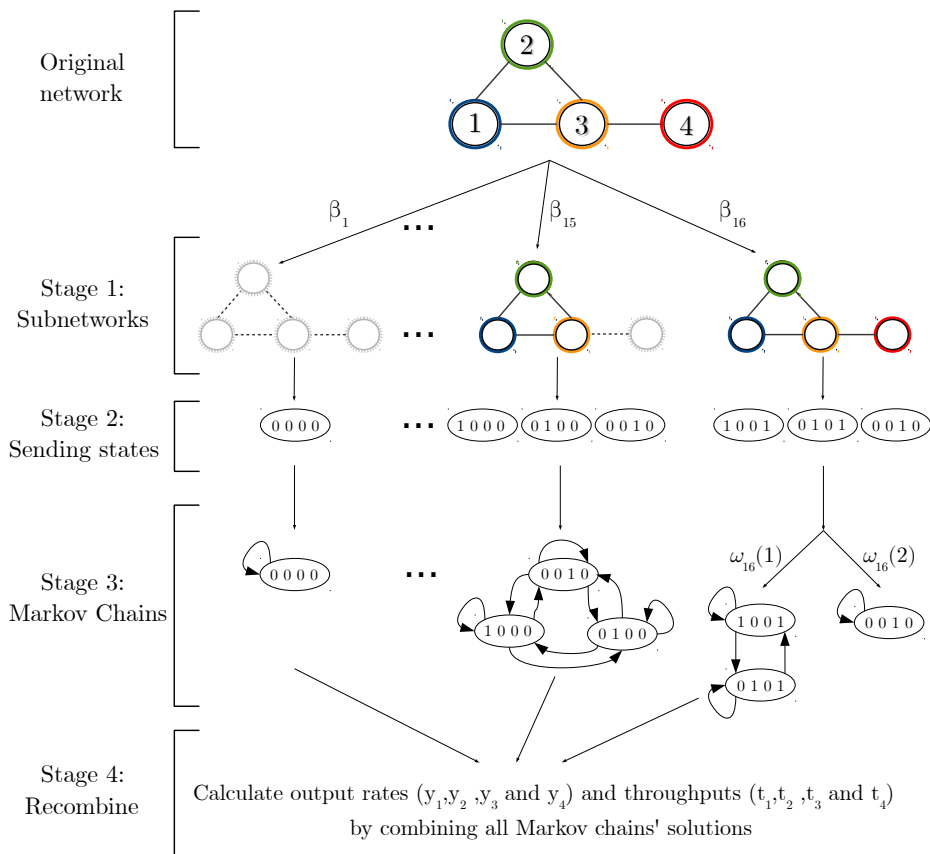 Original
network
2
1
3
4
β1
...
β15
β16
Stage 1:
Subnetworks
...
Stage 2:
Sending states
0 0 0 0
...
1 0 0 0
0 1 0 0
0 0 1 0
1 0 0 1
0 1 0 1
0 0 1 0
Stage 3:
Markov Chains
0 0 0 0
...
0 0 1 0
1 0 0 0
0 1 0 0
ω16(1)
ω16(2)
1 0 0 1
0 0 1 0
0 1 0 1
Stage 4:
Recombine
Calculate output rates (y1,y2 ,y3 and y4) and throughputs (t1,t2 ,t3 and t4)
by combining all Markov chains' solutions